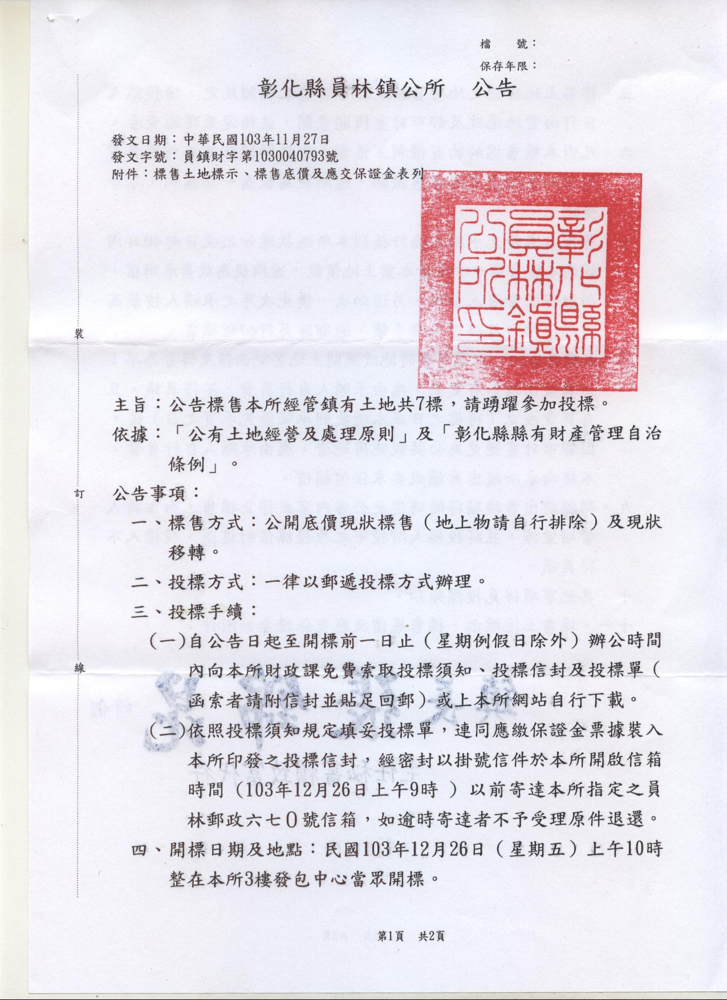 檔　　號：
保存年限：
彰化縣員林鎮公所　公告
發文日期：中華民國103年11月27日
發文字號：員鎮財字第1030040793號
附件：標售土地標示、標售底價及應交保證金表列
彰化縣員林鎮公所印
裝
主旨：公告標售本所經管鎮有土地共7標，請踴躍參加投標。
依據：「公有土地經營及處理原則」及「彰化縣縣有財產管理自治
條例」。
訂
公告事項：
一、標售方式：公開底價現狀標售（地上物請自行排除）及現狀
移轉。
二、投標方式：一律以郵遞投標方式辦理。
三、投標手續：
(一)自公告日起至開標前一日止（星期例假日除外）辦公時間
線
內向本所財政課免費索取投標須知、投標信封及投標單（
函索者請附信封並貼足回郵）或上本所網站自行下載。
(二)依照投標須知規定填妥投標單，連同應繳保證金票據裝入
本所印發之投標信封，經密封以掛號信件於本所開啟信箱
時間（103年12月26日上午9時 ）以前寄達本所指定之員
林郵政六七０號信箱，如逾時寄達者不予受理原件退還。
四、開標日期及地點：民國103年12月26日（星期五）上午10時
整在本所3樓發包中心當眾開標。
第1頁　共2頁